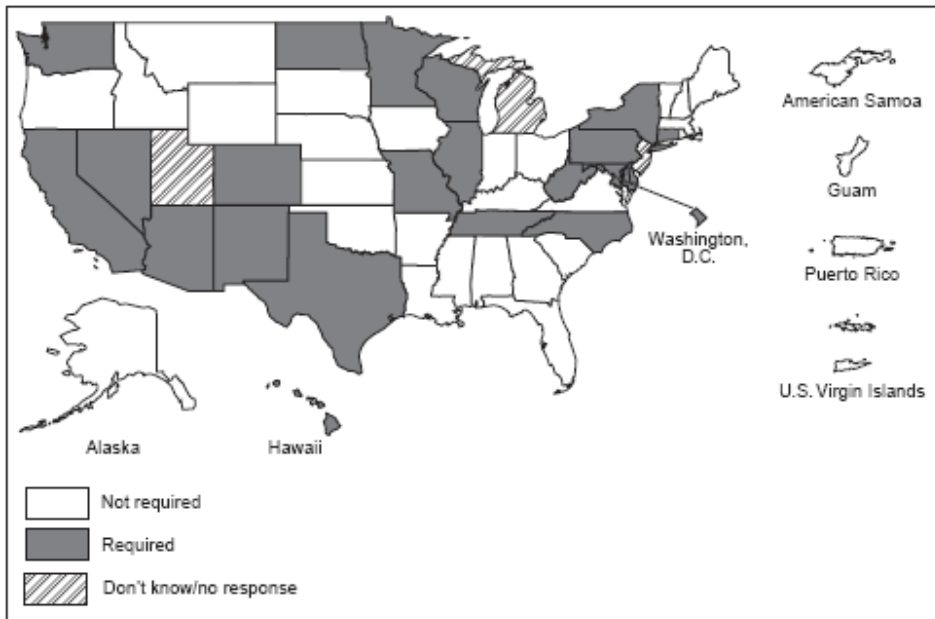 American Samoa
Guam
Washington,
D.C.
Puerto Rico
U.S. Virgin Islands
Alaska
Hawaii
Not required
Required
Don't know/no response